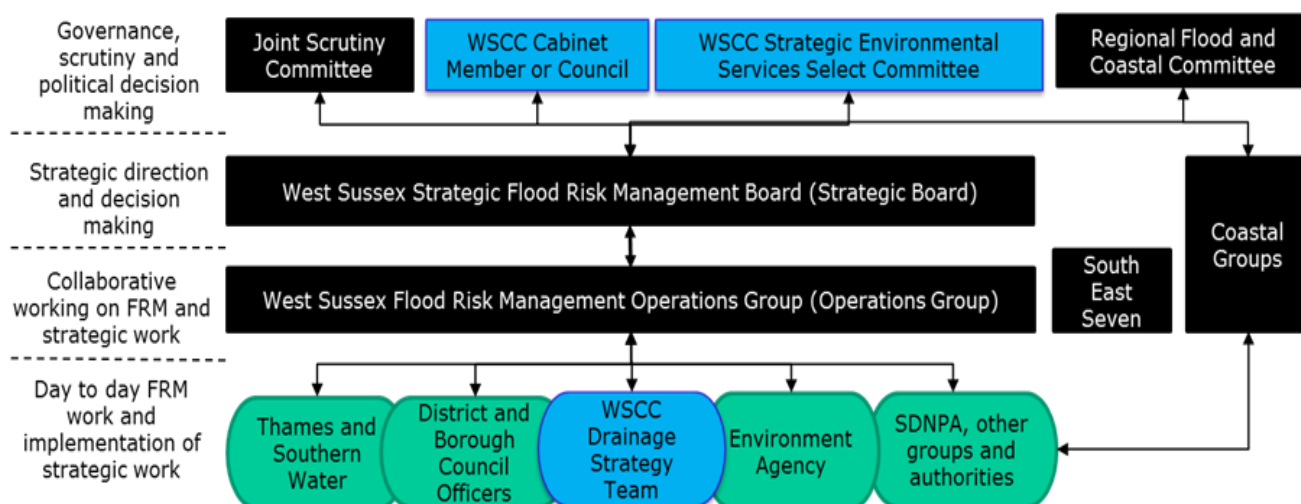 Governance,
scrutiny and
political decision
making
Joint Scrutiny
Committee
WSCC Cabinet
Member or Council
WSCC Strategic Environmental
Services Select Committee
Regional Flood and
Coastal Committee
Strategic direction
and decision
making
West Sussex Strategic Flood Risk Management Board (Strategic Board)
Coastal
Groups
Collaborative
working on FRM and
strategic work
West Sussex Flood Risk Management Operations Group (Operations Group)
South
East
Seven
Day to day FRM
work and
implementation of
strategic work
Thames and
Southern
Water
District and
Borough
Council
Officers
WSCC
Drainage
Strategy
Team
Environment
Agency
SDNPA, other
groups and
authorities